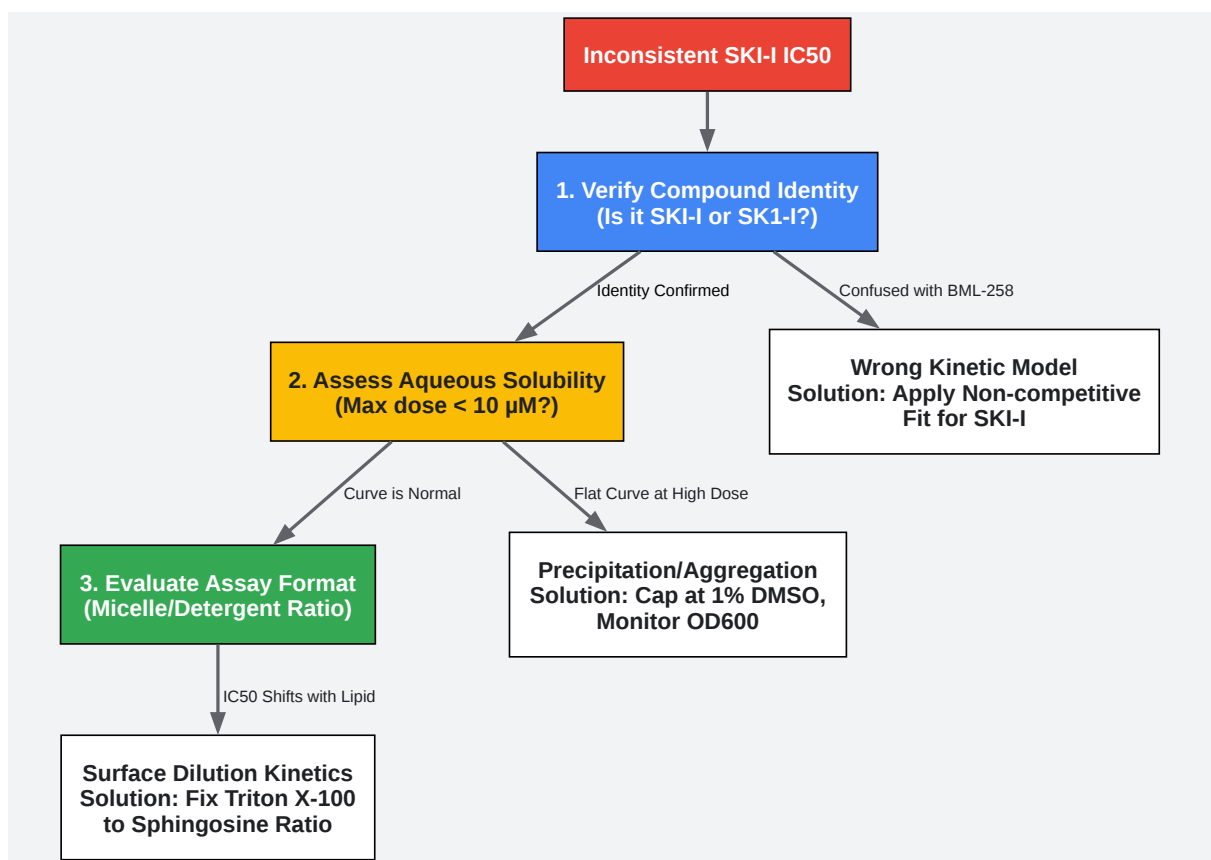 Inconsistent SKI-I IC50
1. Verify Compound Identity
(Is it SKI-I or SK1-I?)
Identity Confirmed
Confused with BML-258
2. Assess Aqueous Solubility
(Max dose < 10 µM?)
Wrong Kinetic Model
Solution: Apply Non-competitive
Fit for SKI-I
Curve is Normal
Flat Curve at High Dose
3. Evaluate Assay Format
(Micelle/Detergent Ratio)
Precipitation/Aggregation
Solution: Cap at 1% DMSO,
Monitor OD600
IC50 Shifts with Lipid
Surface Dilution Kinetics
Solution: Fix Triton X-100
to Sphingosine Ratio